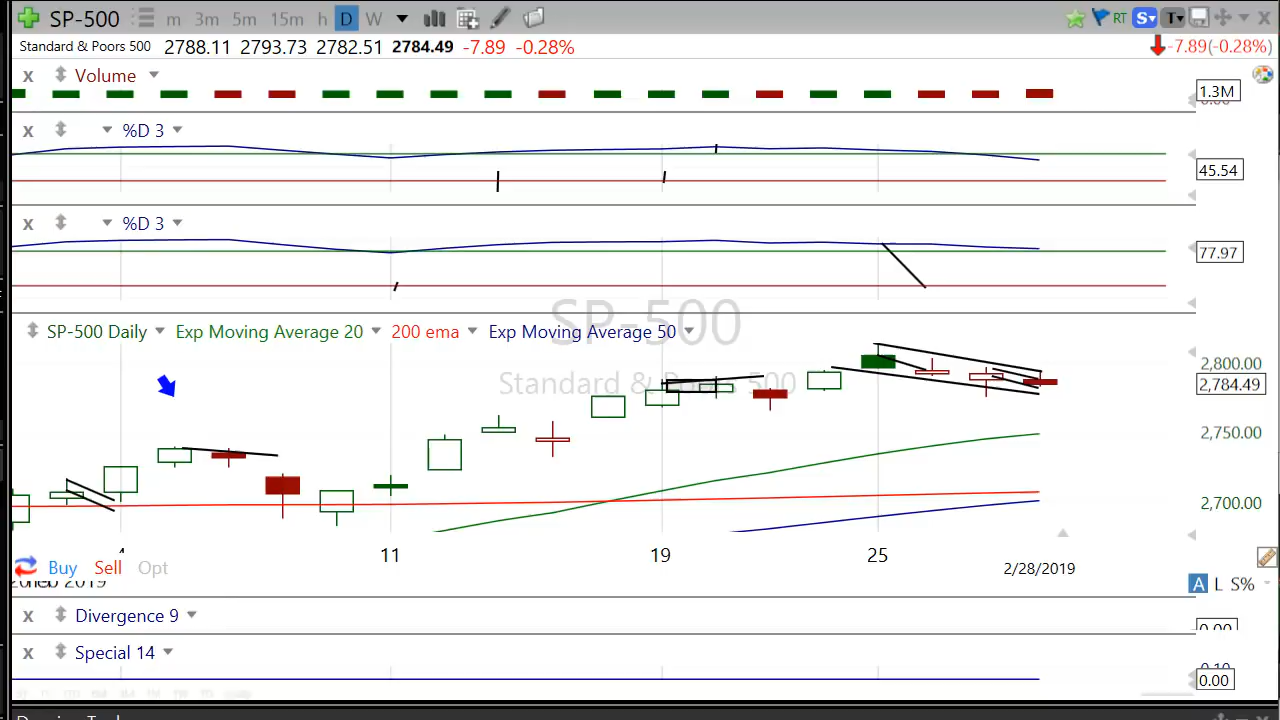 SP-500 m 3m 5m 15m h D W RT S T
Standard & Poors 500 2788.11 2793.73 2782.51 2784.49 -7.89 -0.28% -7.89(-0.28%)
x Volume
1.3M
x %D 3
45.54
x %D 3
77.97
SP-500
SP-500 Daily Exp Moving Average 20 200 ema Exp Moving Average 50
Standard & Poors 500
2,800.00
2,784.49
2,750.00
2,700.00
4 11 19 25 2/28/2019
Buy Sell Opt
2019
A L S%
x Divergence 9
0.00
x Special 14
0.10
0.00